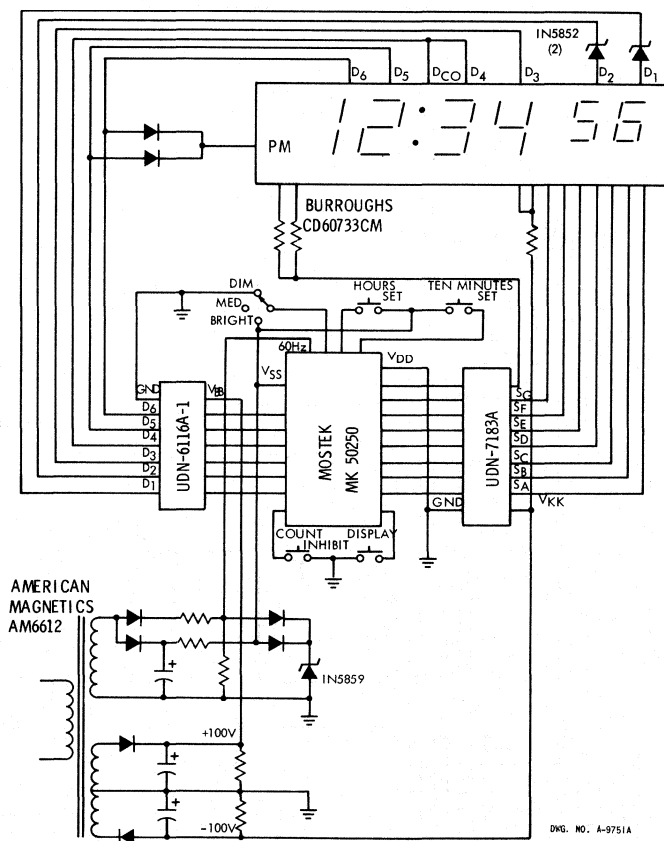 IN5852
(2)
D6 D5 DCO D4 D3 D2 D1
PM 12:34 56
BURROUGHS
CD60733CM
DIM
MED
BRIGHT
HOURS
SET
TEN MINUTES
SET
60Hz
VSS
VDD
GND
VBB
D6
D5
D4
D3
D2
D1
UDN-6116A-1
MOSTEK
MK 50250
UDN-7183A
SG
SF
SE
SD
SC
SB
SA
GND
VKK
COUNT
INHIBIT
DISPLAY
AMERICAN
MAGNETICS
AM6612
IN5859
+100V
-100V
DWG. NO. A-9751A